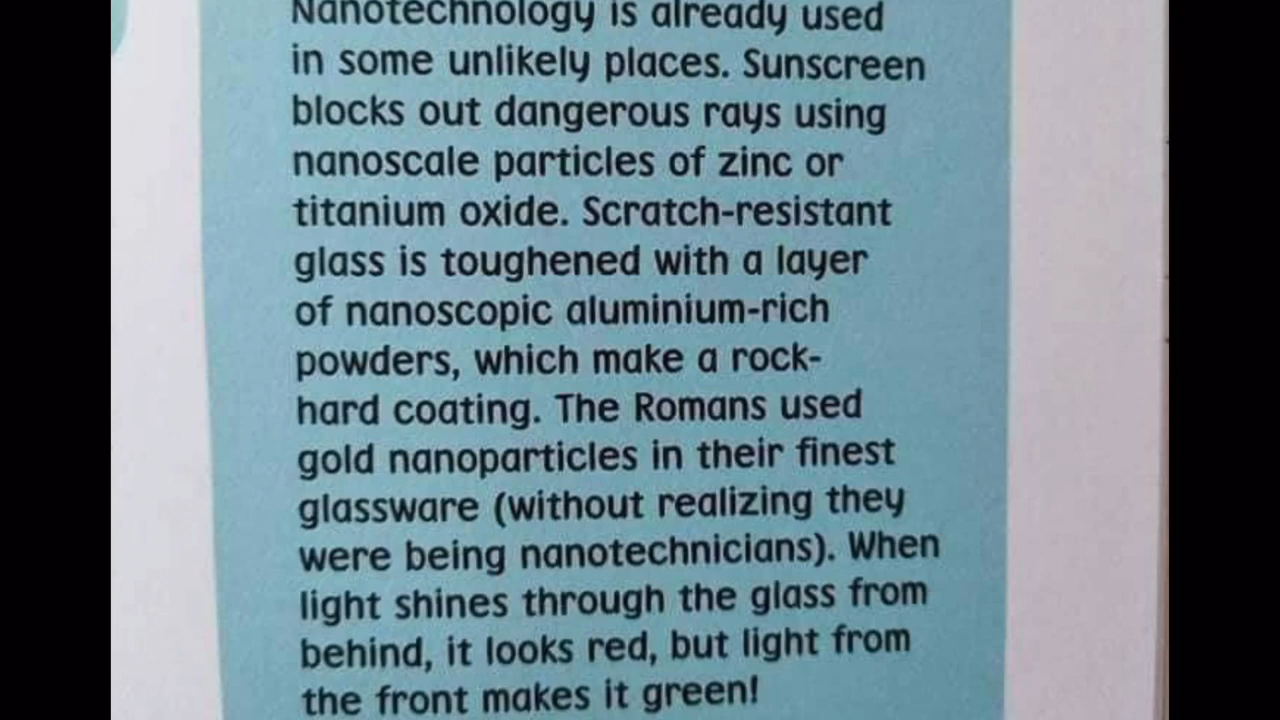 Nanotechnology is already used
in some unlikely places. Sunscreen
blocks out dangerous rays using
nanoscale particles of zinc or
titanium oxide. Scratch-resistant
glass is toughened with a layer
of nanoscopic aluminium-rich
powders, which make a rock-
hard coating. The Romans used
gold nanoparticles in their finest
glassware (without realizing they
were being nanotechnicians). When
light shines through the glass from
behind, it looks red, but light from
the front makes it green!